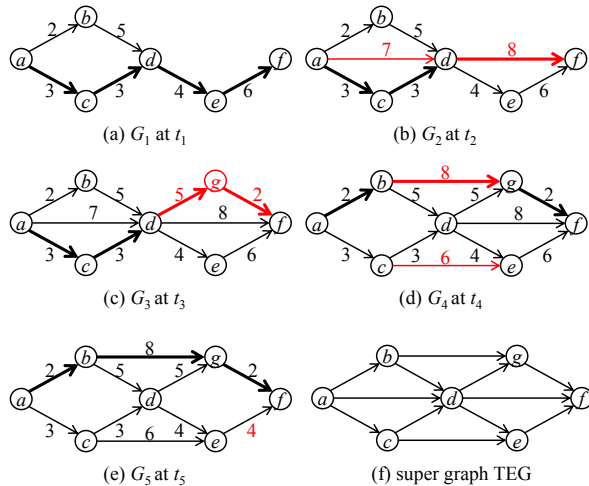 b
b
2
5
2
5
a
d
f
a
7
d
8
f
3
3
4
6
3
3
4
6
c
e
c
e
(a) G1 at t1
(b) G2 at t2
b
g
b
8
g
2
5
5
2
2
5
5
2
a
7
d
8
f
a
d
8
f
3
3
4
6
3
3
4
6
c
e
c
6
e
(c) G3 at t3
(d) G4 at t4
b
8
g
b
g
2
5
5
2
a
d
f
a
d
f
3
3
4
4
c
6
e
c
e
(e) G5 at t5
(f) super graph TEG